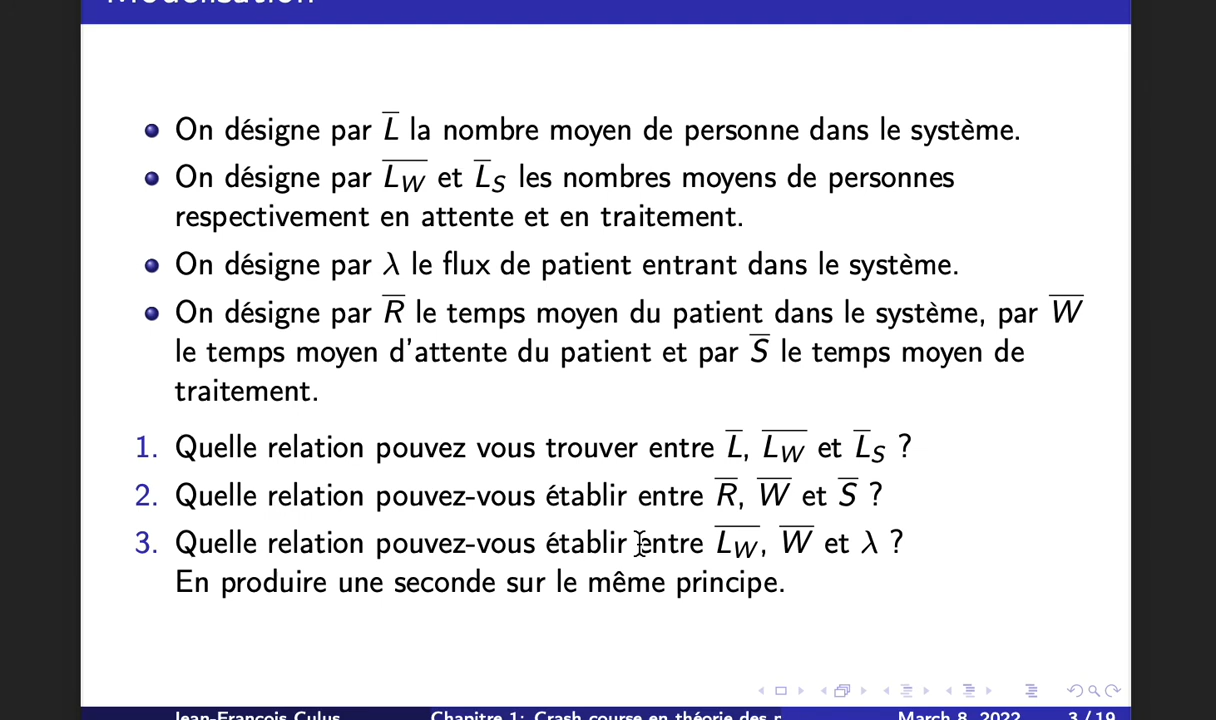 Modélisation
On désigne par L̅ la nombre moyen de personne dans le système.
On désigne par L̅_W̅ et L̅_S les nombres moyens de personnes
respectivement en attente et en traitement.
On désigne par λ le flux de patient entrant dans le système.
On désigne par R̅ le temps moyen du patient dans le système, par W̅
le temps moyen d'attente du patient et par S̅ le temps moyen de
traitement.
1. Quelle relation pouvez vous trouver entre L̅, L̅_W̅ et L̅_S ?
2. Quelle relation pouvez-vous établir entre R̅, W̅ et S̅ ?
3. Quelle relation pouvez-vous établir entre L̅_W̅, W̅ et λ ?
En produire une seconde sur le même principe.
Jean-François Culus Chapitre 1: Crash course en théorie des March 8, 2022 3 / 19